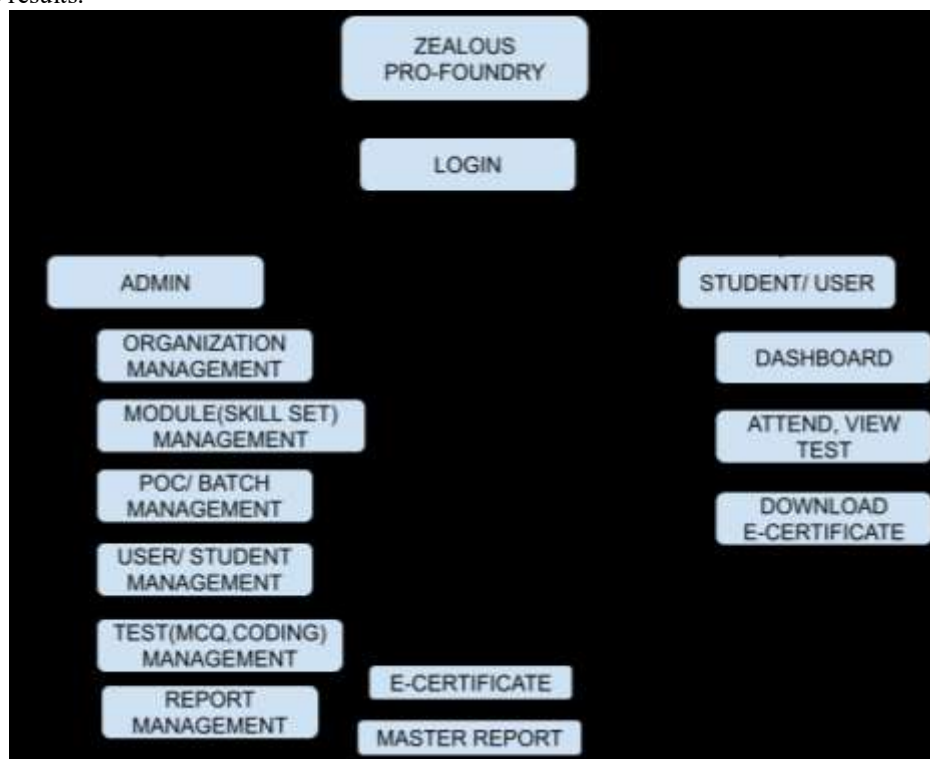 results.
ZEALOUS
PRO-FOUNDRY
LOGIN
ADMIN
ORGANIZATION
MANAGEMENT
MODULE(SKILL SET)
MANAGEMENT
POC/ BATCH
MANAGEMENT
USER/ STUDENT
MANAGEMENT
TEST(MCQ,CODING)
MANAGEMENT
REPORT
MANAGEMENT
E-CERTIFICATE
MASTER REPORT
STUDENT/ USER
DASHBOARD
ATTEND, VIEW
TEST
DOWNLOAD
E-CERTIFICATE